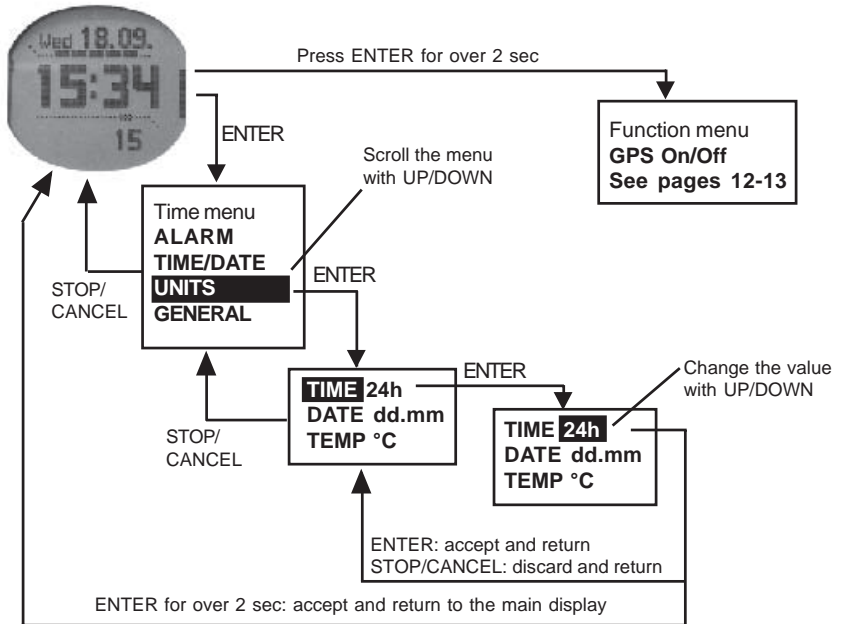 Wed 18.09.
15:34
100
15
Press ENTER for over 2 sec
ENTER
Function menu
GPS On/Off
See pages 12-13
Scroll the menu
with UP/DOWN
Time menu
ALARM
TIME/DATE
UNITS
GENERAL
STOP/
CANCEL
ENTER
TIME 24h
DATE dd.mm
TEMP °C
STOP/
CANCEL
ENTER
Change the value
with UP/DOWN
TIME 24h
DATE dd.mm
TEMP °C
ENTER: accept and return
STOP/CANCEL: discard and return
ENTER for over 2 sec: accept and return to the main display